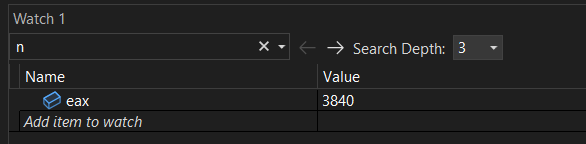 Watch 1
n Search Depth: 3
Name Value
eax 3840
Add item to watch